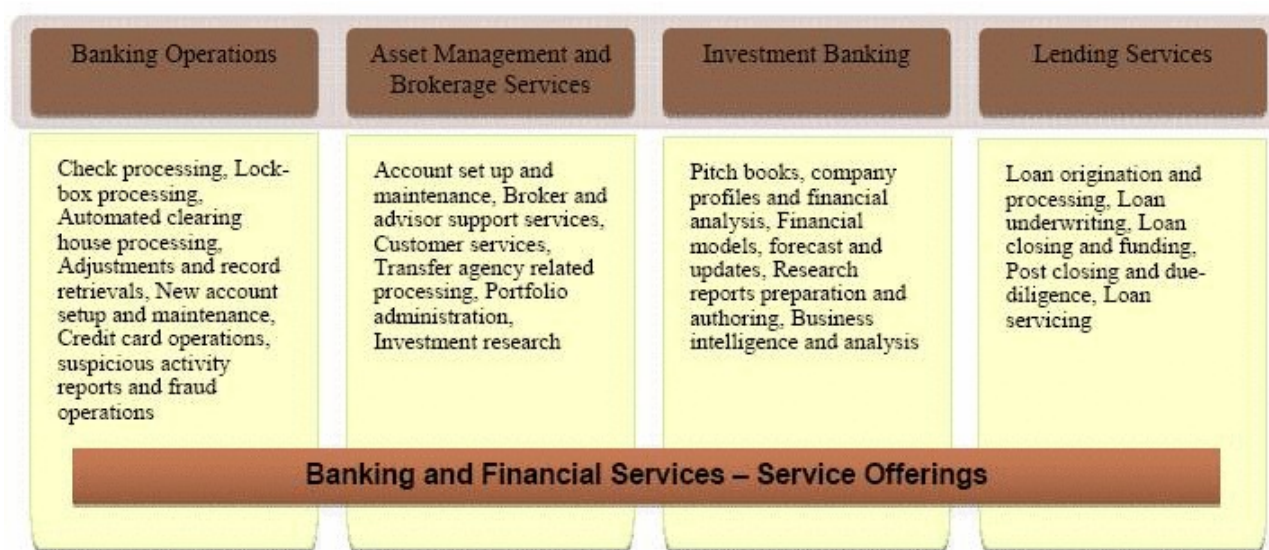 Banking Operations
Asset Management and
Brokerage Services
Investment Banking
Lending Services
Check processing, Lock-
box processing,
Automated clearing
house processing,
Adjustments and record
retrievals, New account
setup and maintenance,
Credit card operations,
suspicious activity
reports and fraud
operations
Account set up and
maintenance, Broker and
advisor support services,
Customer services,
Transfer agency related
processing, Portfolio
administration,
Investment research
Pitch books, company
profiles and financial
analysis, Financial
models, forecast and
updates, Research
reports preparation and
authoring, Business
intelligence and analysis
Loan origination and
processing, Loan
underwriting, Loan
closing and funding,
Post closing and due-
diligence, Loan
servicing
Banking and Financial Services – Service Offerings